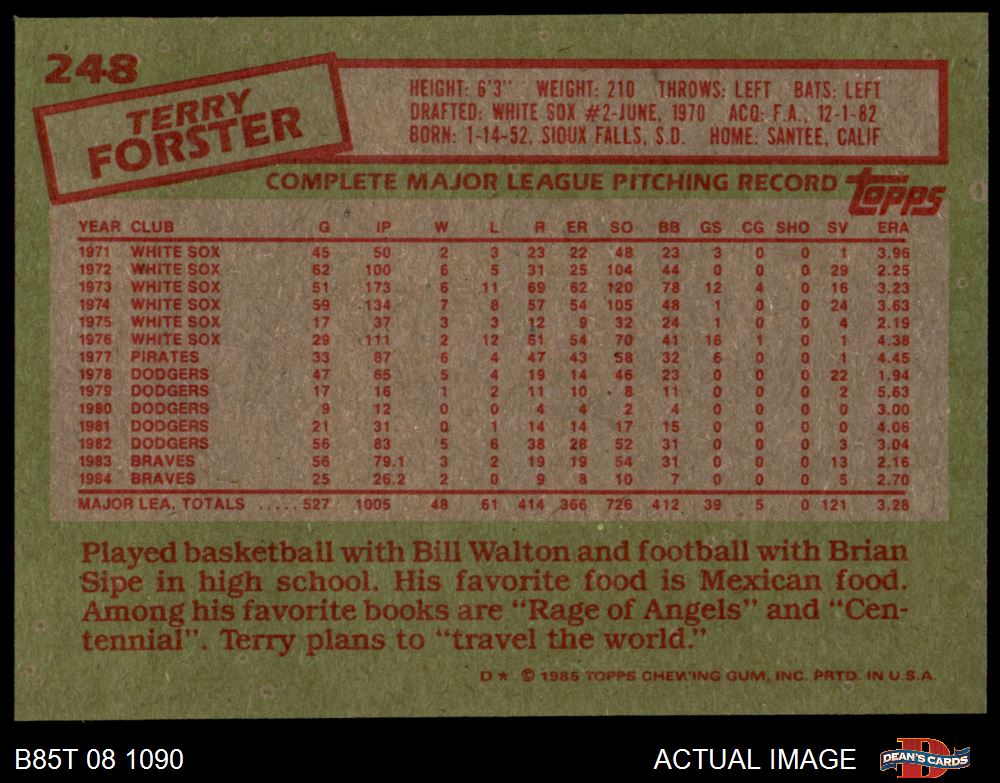 248
TERRY
FORSTER
HEIGHT: 6'3" WEIGHT: 210 THROWS: LEFT BATS: LEFT
DRAFTED: WHITE SOX #2-JUNE, 1970 ACQ: F.A., 12-1-82
BORN: 1-14-52, SIOUX FALLS, S.D. HOME: SANTEE, CALIF
COMPLETE MAJOR LEAGUE PITCHING RECORD topps
YEAR CLUB G IP W L R ER SO BB GS CG SHO SV ERA
1971 WHITE SOX 45 50 2 3 23 22 48 23 3 0 0 1 3.96
1972 WHITE SOX 62 100 6 5 31 25 104 44 0 0 0 29 2.25
1973 WHITE SOX 51 173 6 11 69 62 120 78 12 4 0 16 3.23
1974 WHITE SOX 59 134 7 8 57 54 105 48 1 0 0 24 3.63
1975 WHITE SOX 17 37 3 3 12 9 32 24 1 0 0 4 2.19
1976 WHITE SOX 29 111 2 12 61 54 70 41 16 1 0 1 4.38
1977 PIRATES 33 87 6 4 47 43 58 32 6 0 0 1 4.45
1978 DODGERS 47 65 5 4 19 14 46 23 0 0 0 22 1.94
1979 DODGERS 17 16 1 2 11 10 8 11 0 0 0 2 5.63
1980 DODGERS 9 12 0 0 4 4 2 4 0 0 0 0 3.00
1981 DODGERS 21 31 0 1 14 14 17 15 0 0 0 0 4.06
1982 DODGERS 56 83 5 6 38 28 52 31 0 0 0 3 3.04
1983 BRAVES 56 79.1 3 2 19 19 54 31 0 0 0 13 2.16
1984 BRAVES 25 26.2 2 0 9 8 10 7 0 0 0 5 2.70
MAJOR LEA. TOTALS ..... 527 1005 48 61 414 366 726 412 39 5 0 121 3.28
Played basketball with Bill Walton and football with Brian
Sipe in high school. His favorite food is Mexican food.
Among his favorite books are "Rage of Angels" and "Cen-
tennial". Terry plans to "travel the world."
D* © 1985 TOPPS CHEWING GUM, INC. PRTD. IN U.S.A.
B85T 08 1090 ACTUAL IMAGE D DEAN'S CARDS